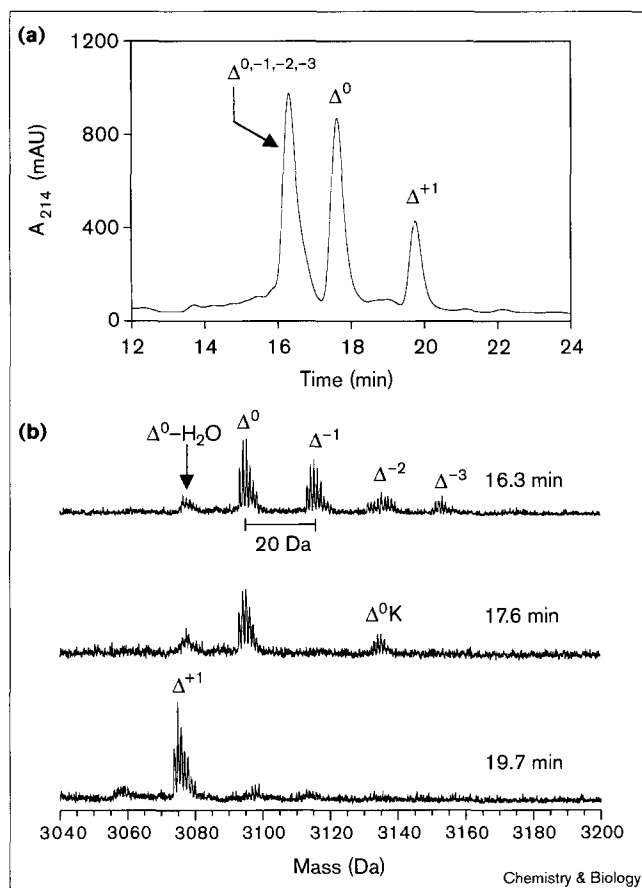 (a)
1200
900
400
0
A₂₁₄ (mAU)
Δ⁰,⁻¹,⁻²,⁻³
Δ⁰
Δ⁺¹
12 14 16 18 20 22 24
Time (min)
(b)
Δ⁰–H₂O
Δ⁰
Δ⁻¹
Δ⁻²
Δ⁻³
16.3 min
20 Da
Δ⁰K
17.6 min
Δ⁺¹
19.7 min
3040 3060 3080 3100 3120 3140 3160 3180 3200
Mass (Da)
Chemistry & Biology